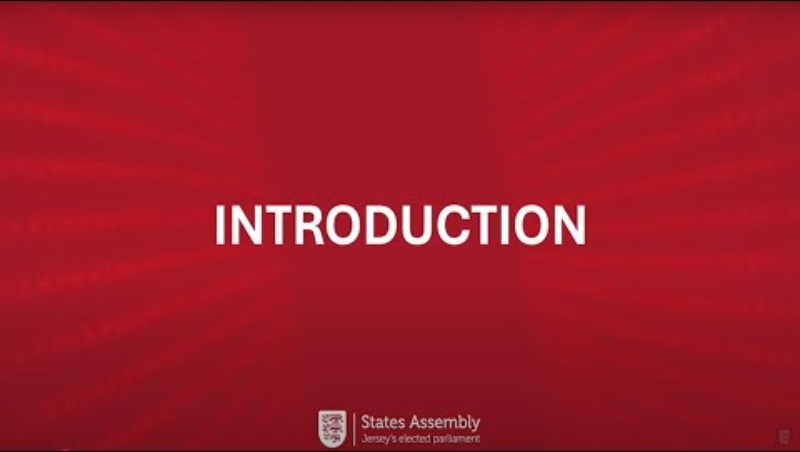 INTRODUCTION
States Assembly
Jersey's elected parliament